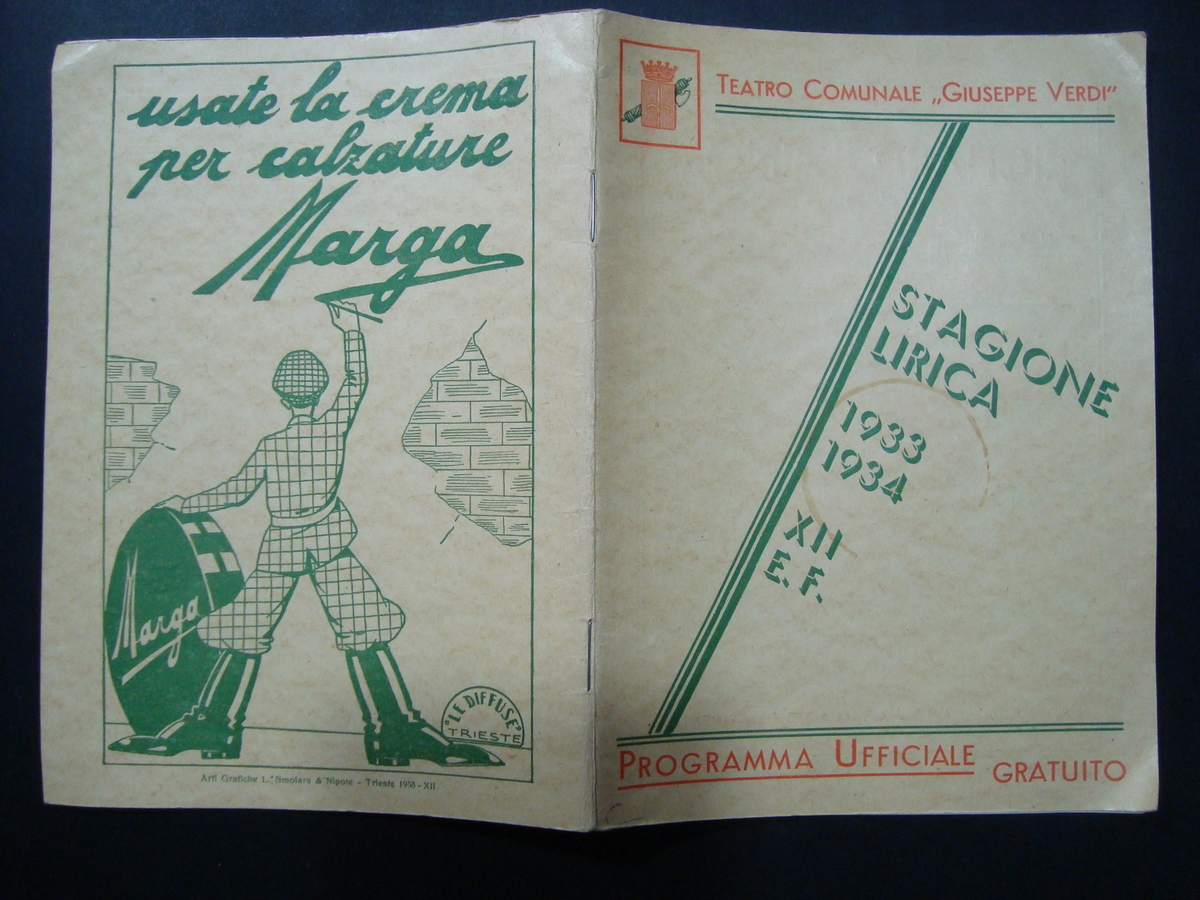 usate la crema
per calzature
Marga
Marga
"LE DIFFUSE"
TRIESTE
Arti Grafiche L. Smolars & Nipote - Trieste 1933 - XII
TEATRO COMUNALE „GIUSEPPE VERDI"
STAGIONE
LIRICA
1933
1934
XII
E. F.
PROGRAMMA UFFICIALE
GRATUITO